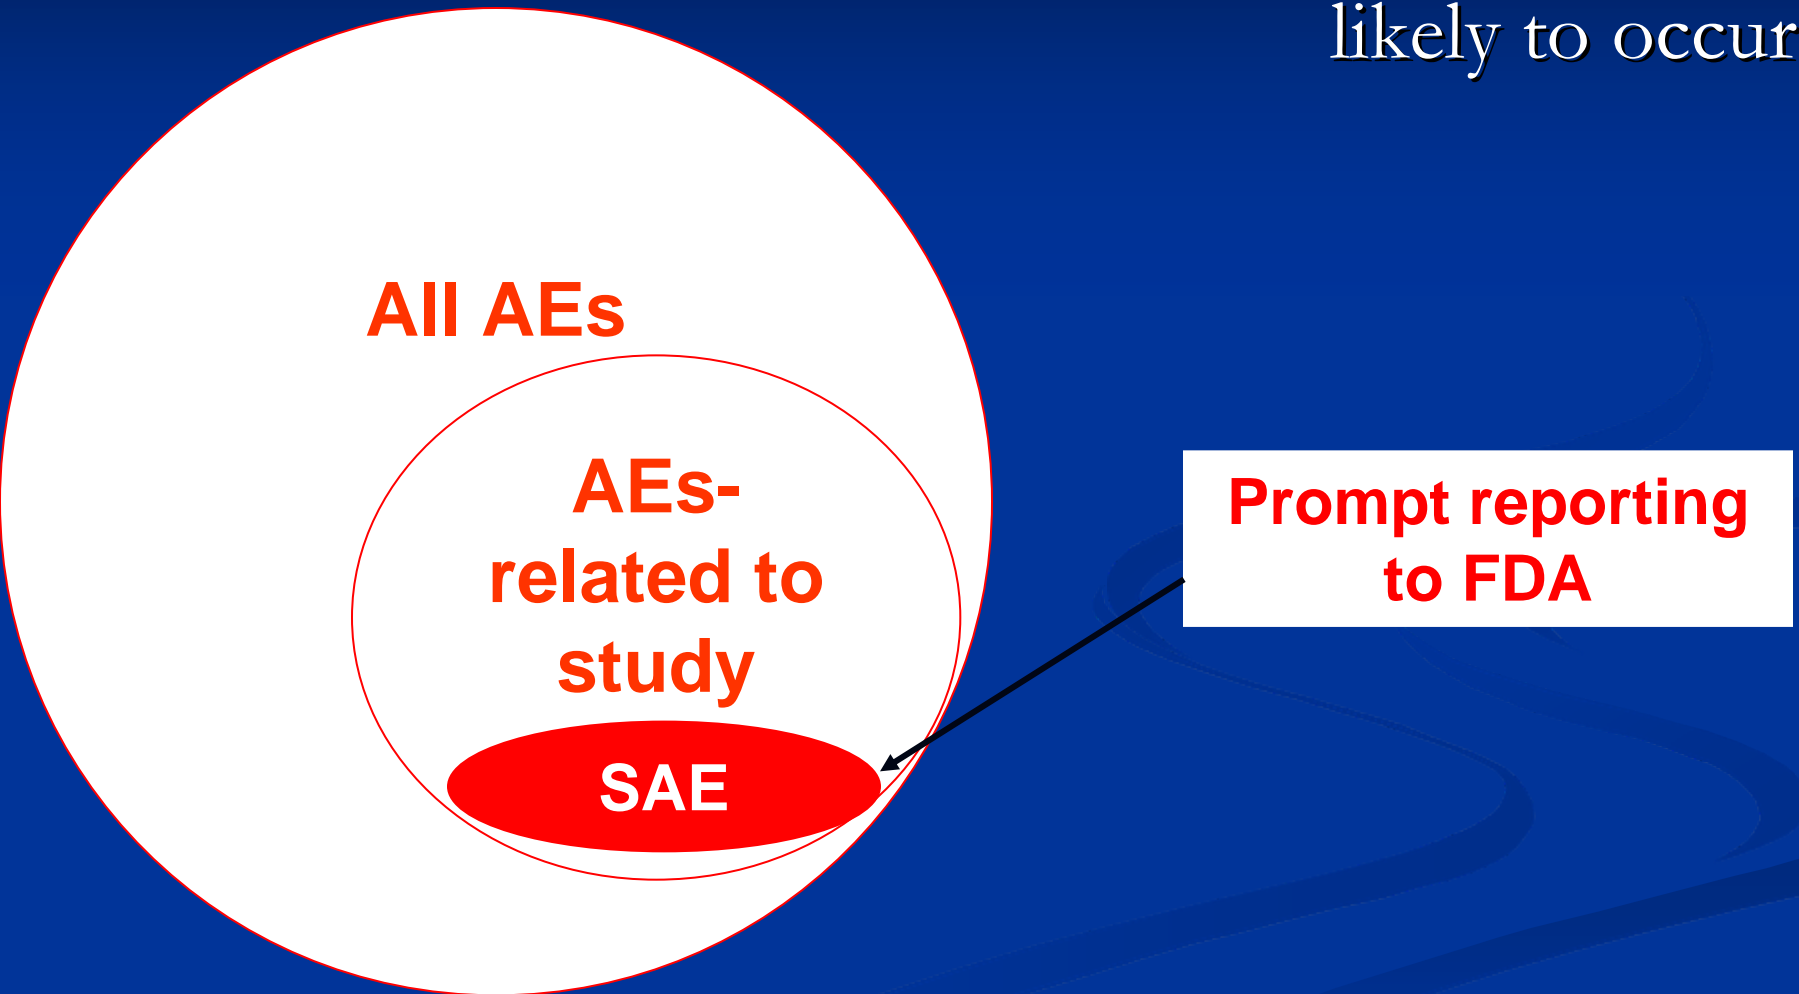 likely to occur
All AEs
AEs-
related to
study
SAE
Prompt reporting
to FDA